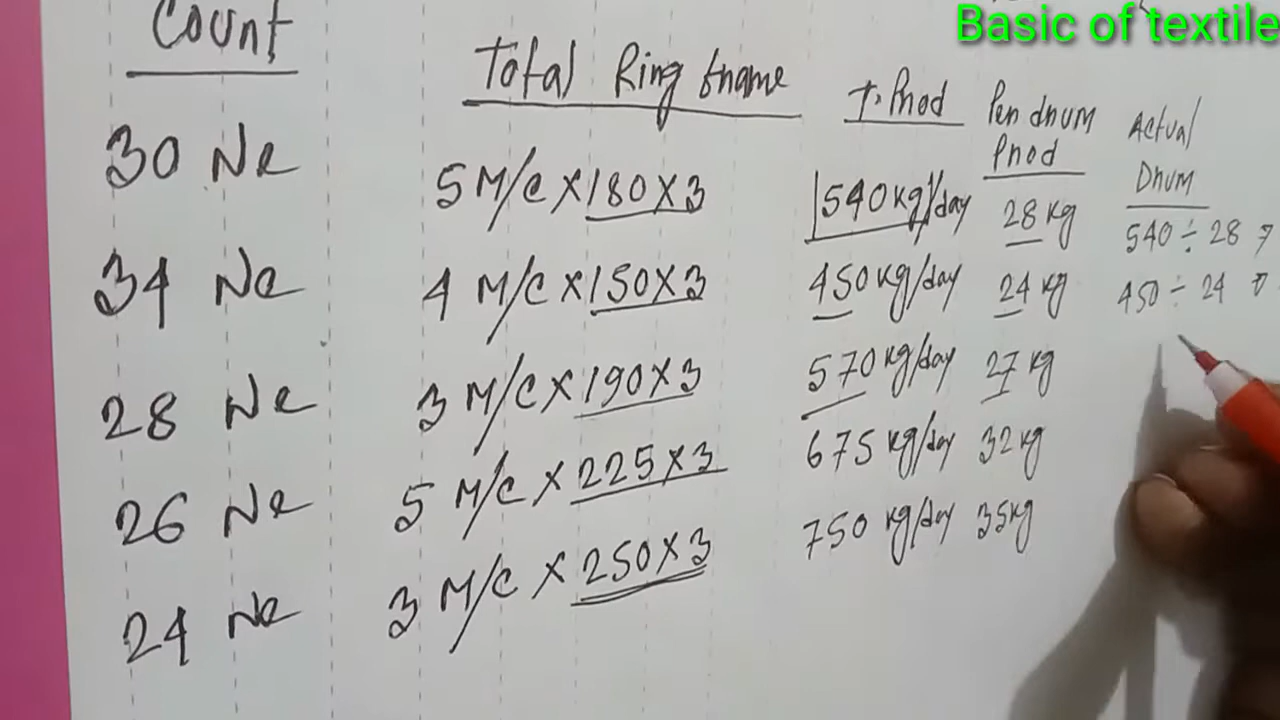 Basic of textile
Count Total Ring frame T. Prod Per drum Prod Actual Drum
30 Ne 5 M/C × 180 × 3 540 kg/day 28 kg 540 ÷ 28 =
34 Ne 4 M/C × 150 × 3 450 kg/day 24 kg 450 ÷ 24 =
28 Ne 3 M/C × 190 × 3 570 kg/day 27 kg
26 Ne 5 M/C × 225 × 3 675 kg/day 32 kg
24 Ne 3 M/C × 250 × 3 750 kg/day 35 kg